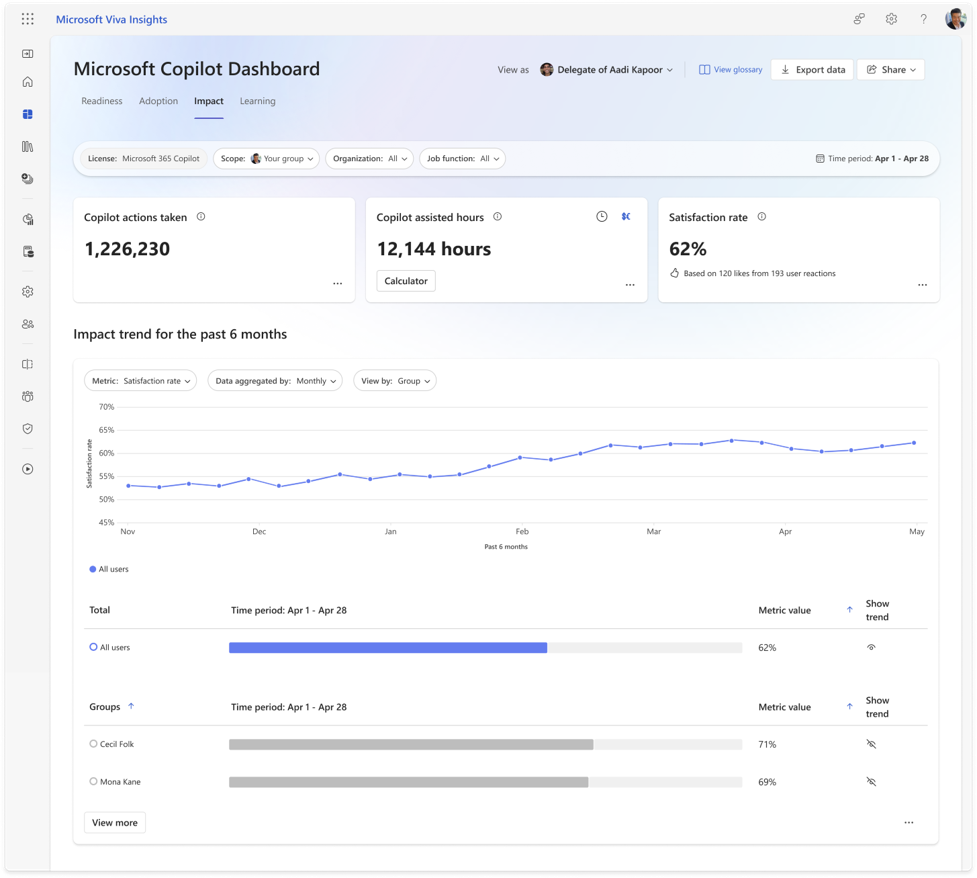 Microsoft Viva Insights
?
Microsoft Copilot Dashboard
View as Delegate of Aadi Kapoor
View glossary
Export data
Share
Readiness Adoption Impact Learning
License: Microsoft 365 Copilot
Scope: Your group
Organization: All
Job function: All
Time period: Apr 1 - Apr 28
Copilot actions taken
1,226,230
Copilot assisted hours
12,144 hours
Calculator
Satisfaction rate
62%
Based on 120 likes from 193 user reactions
Impact trend for the past 6 months
Metric: Satisfaction rate
Data aggregated by: Monthly
View by: Group
Satisfaction rate
70%
65%
60%
55%
50%
45%
Nov Dec Jan Feb Mar Apr May
Past 6 months
All users
Total Time period: Apr 1 - Apr 28 Metric value Show
trend
All users 62%
Groups Time period: Apr 1 - Apr 28 Metric value Show
trend
Cecil Folk 71%
Mona Kane 69%
View more